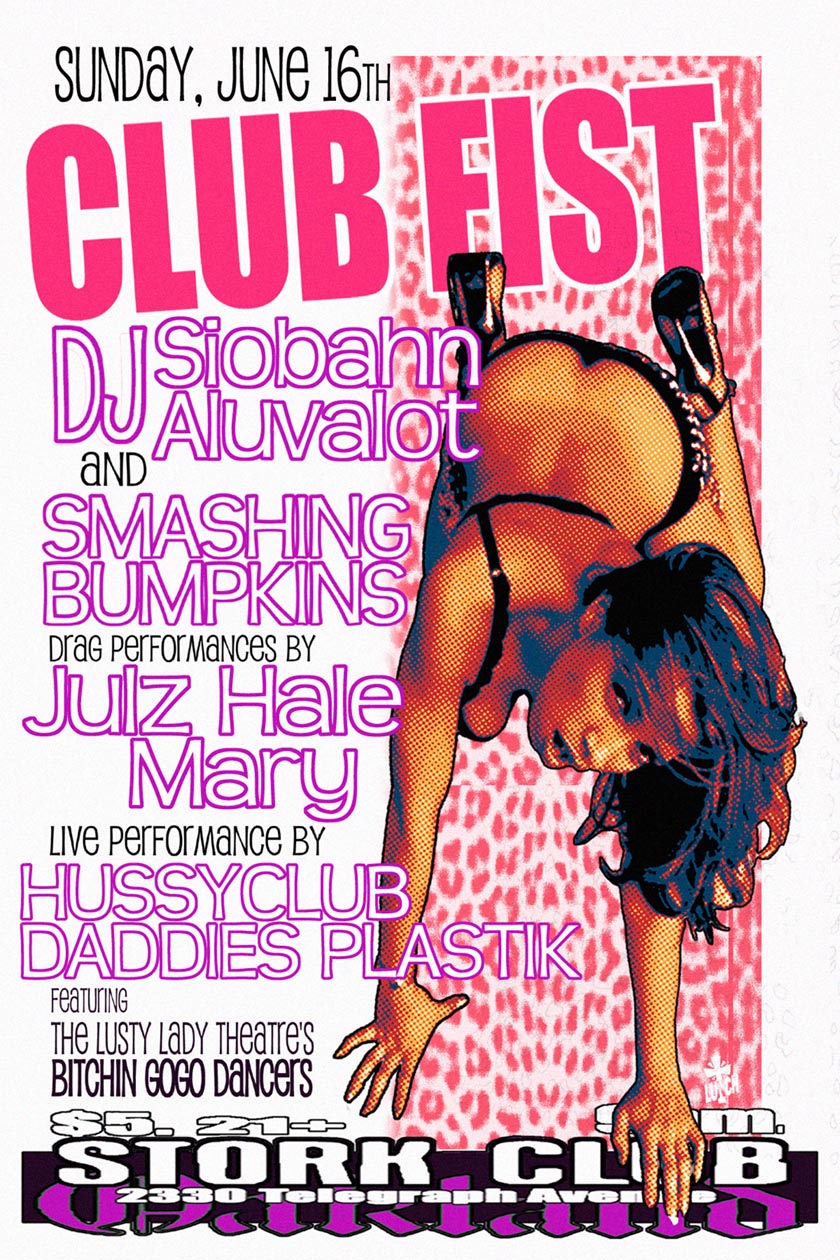 SUNDAY, JUNE 16TH
CLUB FIST
DJ Siobahn
Aluvalot
AND
SMASHING
BUMPKINS
DRAG PERFORMANCES BY
Julz Hale
Mary
LIVE PERFORMANCE BY
HUSSYCLUB
DADDIES PLASTIK
FEATURING
THE LUSTY LADY THEATRE'S
BITCHIN GOGO DANCERS
LUNCH
$5. 21+
STORK CLUB
2330 Telegraph Avenue
Oakland